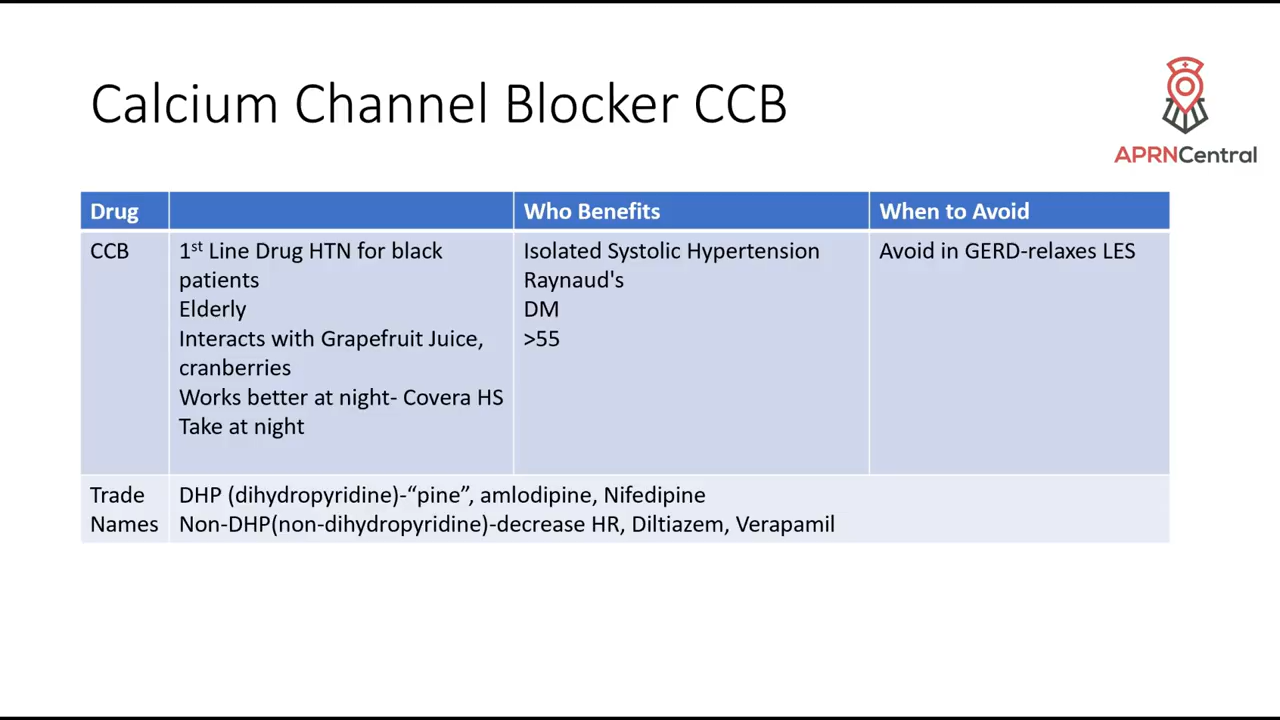 Calcium Channel Blocker CCB
APRNCentral
Drug
Who Benefits
When to Avoid
CCB
1st Line Drug HTN for black
patients
Elderly
Interacts with Grapefruit Juice,
cranberries
Works better at night- Covera HS
Take at night
Isolated Systolic Hypertension
Raynaud's
DM
>55
Avoid in GERD-relaxes LES
Trade
Names
DHP (dihydropyridine)-“pine”, amlodipine, Nifedipine
Non-DHP(non-dihydropyridine)-decrease HR, Diltiazem, Verapamil